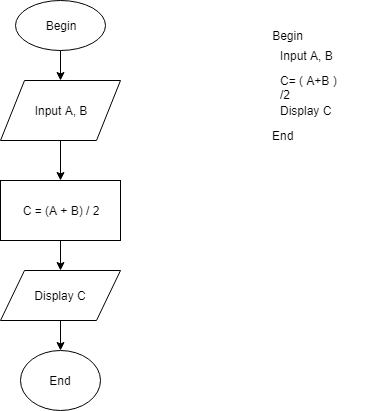 Begin
Input A, B
C = (A + B) / 2
Display C
End
Begin
Input A, B
C= ( A+B )
/2
Display C
End